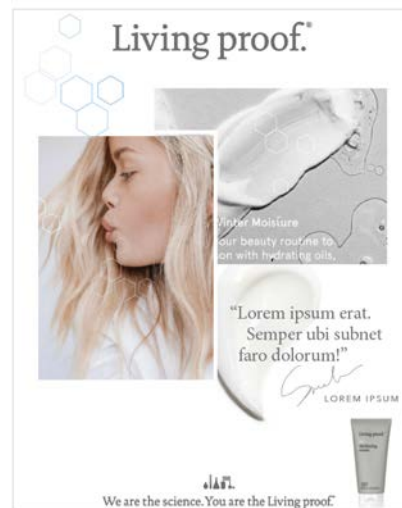 Living proof.®
Winter Moisture
our beauty routine to
on with hydrating oils,
“Lorem ipsum erat.
Semper ubi subnet
faro dolorum!”
LOREM IPSUM
Living proof.
We are the science. You are the Living proof.®